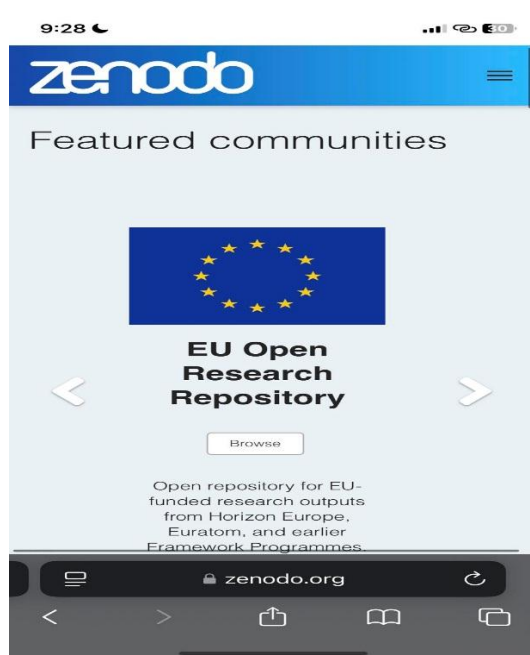 9:28
30
zenodo
Featured communities
EU Open
Research
Repository
Browse
Open repository for EU-
funded research outputs
from Horizon Europe,
Euratom, and earlier
Framework Programmes.
zenodo.org